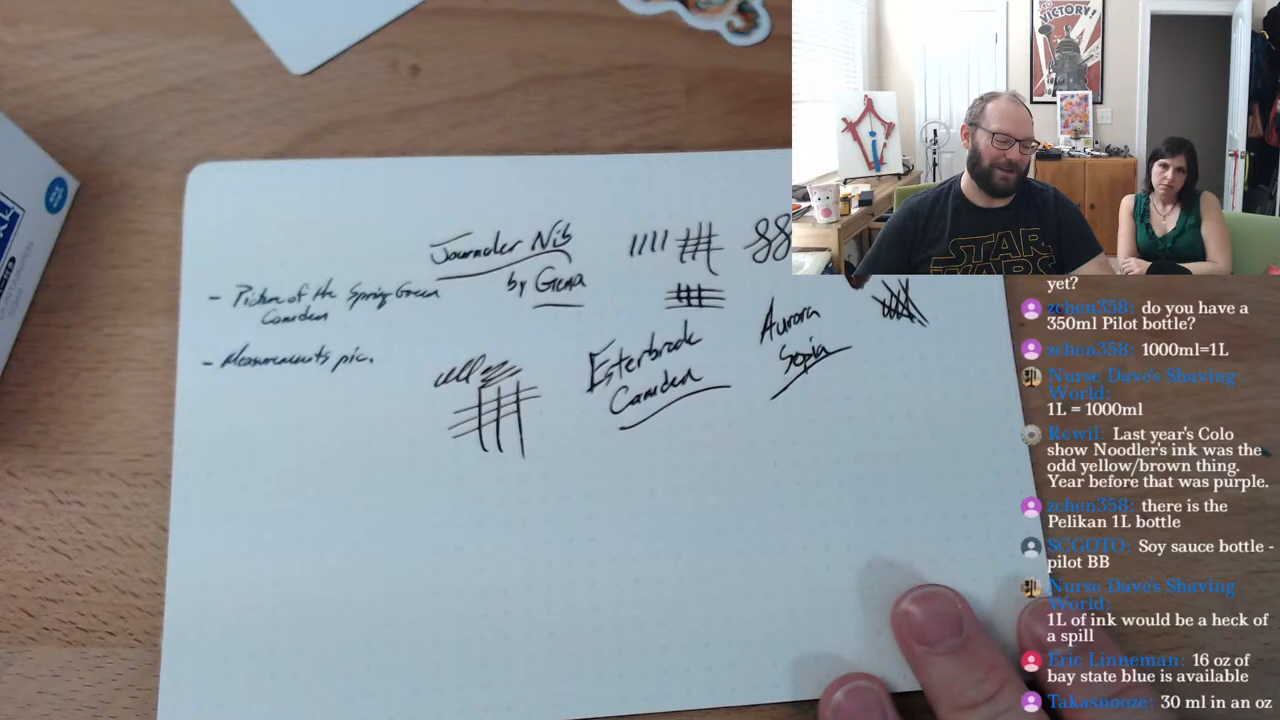 TO VICTORY!
STAR
WARS
Journaler Nib
by Gena
- Picture of the Spring Green
Camden
- Measurements pic.
Esterbrook
Camden
Aurora
Sepia
yet?
zchen358: do you have a
350ml Pilot bottle?
zchen358: 1000ml=1L
Nurse Dave's Shaving
World:
1L = 1000ml
Rewil: Last year's Colo
show Noodler's ink was the
odd yellow/brown thing.
Year before that was purple.
zchen358: there is the
Pelikan 1L bottle
SCGOTO: Soy sauce bottle -
pilot BB
Nurse Dave's Shaving
World:
1L of ink would be a heck of
a spill
Eric Linneman: 16 oz of
bay state blue is available
Takasnooze: 30 ml in an oz